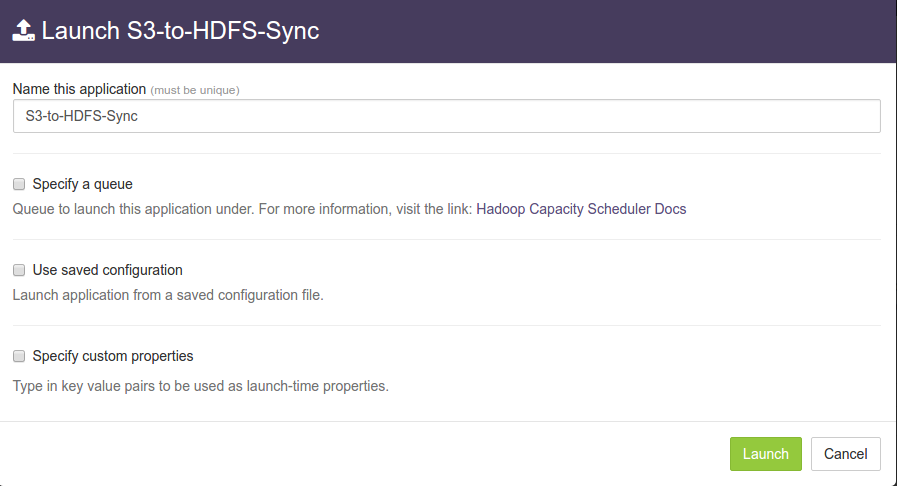 Launch S3-to-HDFS-Sync
Name this application (must be unique)
S3-to-HDFS-Sync
Specify a queue
Queue to launch this application under. For more information, visit the link: Hadoop Capacity Scheduler Docs
Use saved configuration
Launch application from a saved configuration file.
Specify custom properties
Type in key value pairs to be used as launch-time properties.
Launch Cancel